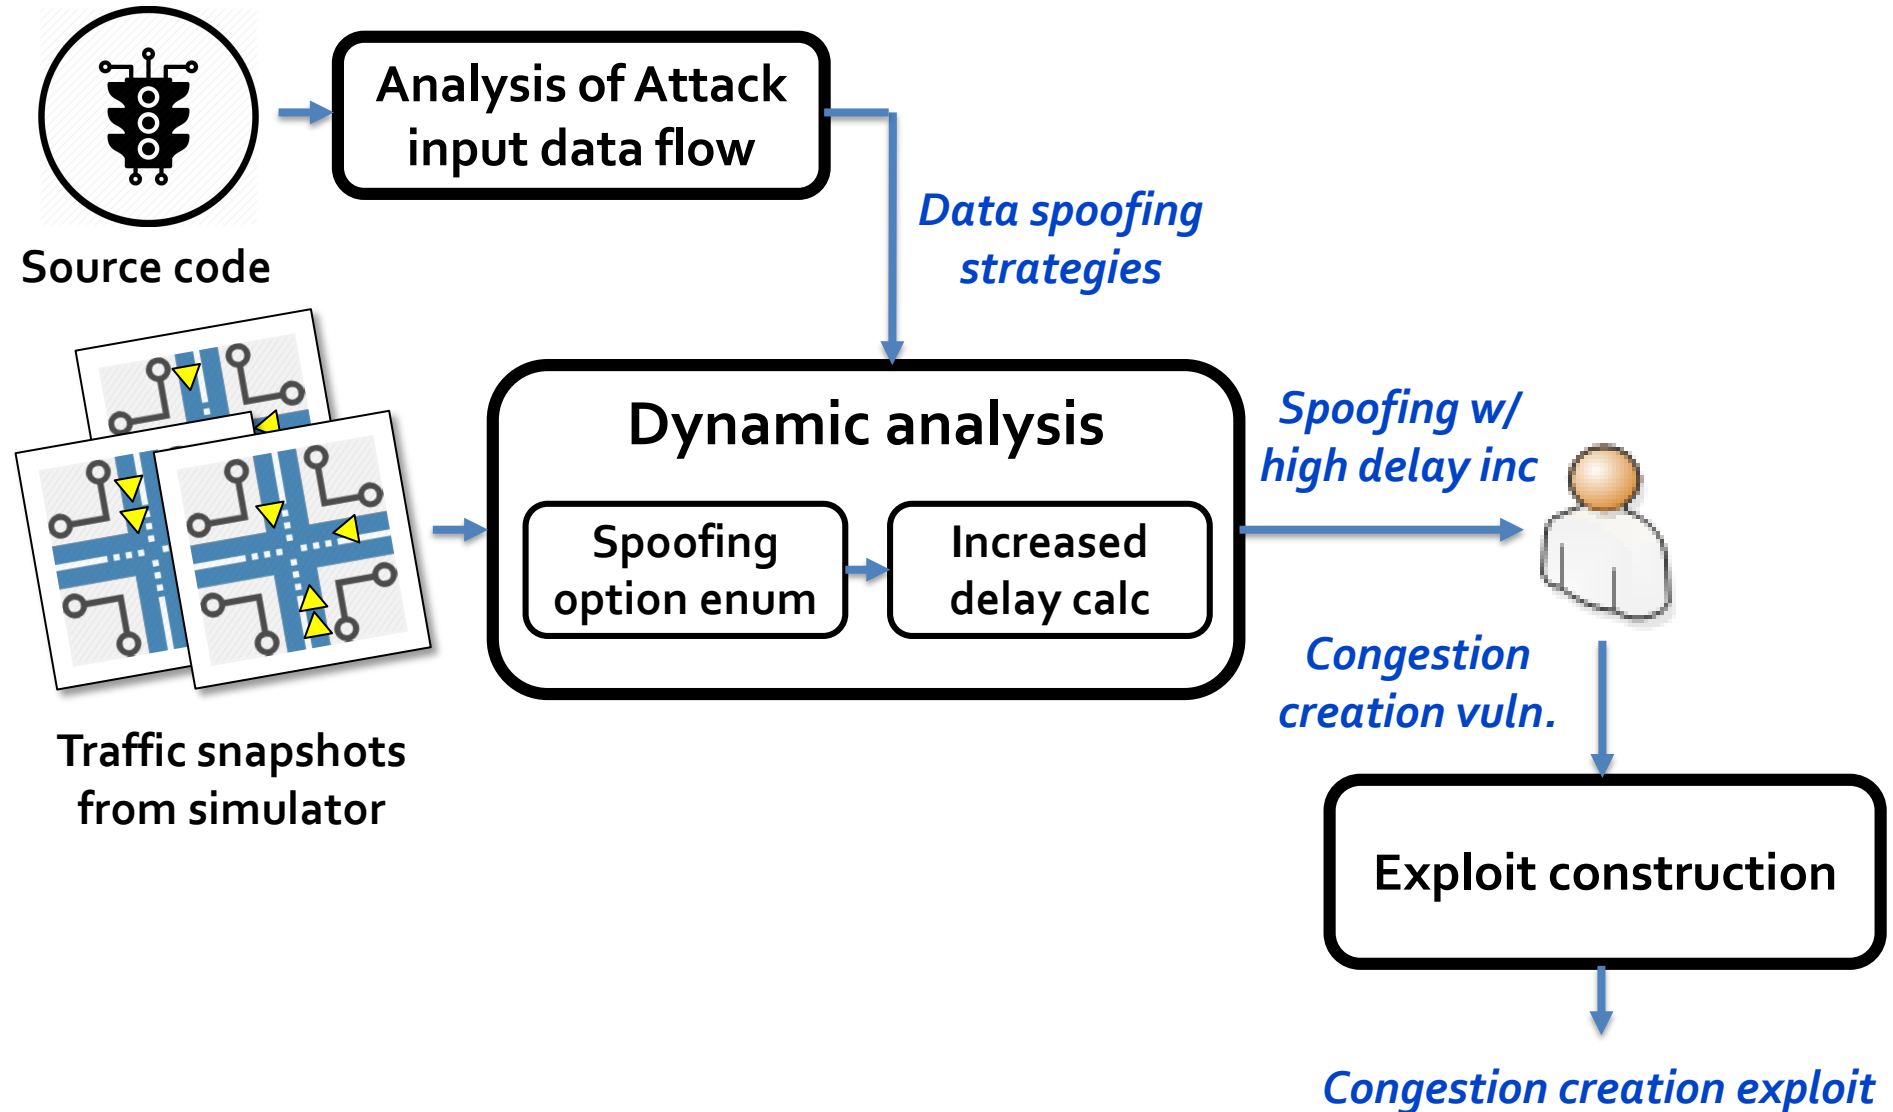 Analysis of Attack
input data flow
Source code
Data spoofing
strategies
Dynamic analysis
Spoofing
option enum
Increased
delay calc
Spoofing w/
high delay inc
Traffic snapshots
from simulator
Congestion
creation vuln.
Exploit construction
Congestion creation exploit